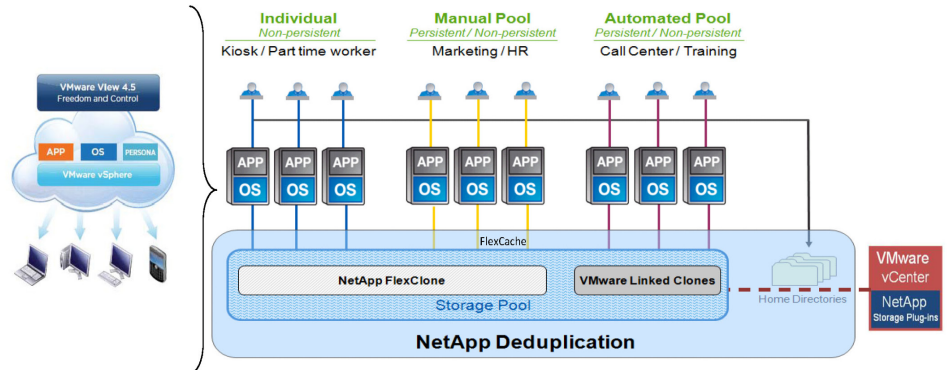 Individual
Non-persistent
Kiosk / Part time worker
Manual Pool
Persistent / Non-persistent
Marketing / HR
Automated Pool
Persistent / Non-persistent
Call Center / Training
VMware View 4.5
Freedom and Control
APP
OS
PERSONA
VMware vSphere
APP
OS
APP
OS
APP
OS
APP
OS
APP
OS
APP
OS
APP
OS
APP
OS
APP
OS
FlexCache
NetApp FlexClone
VMware Linked Clones
Storage Pool
Home Directories
NetApp Deduplication
VMware
vCenter
NetApp
Storage Plug-ins